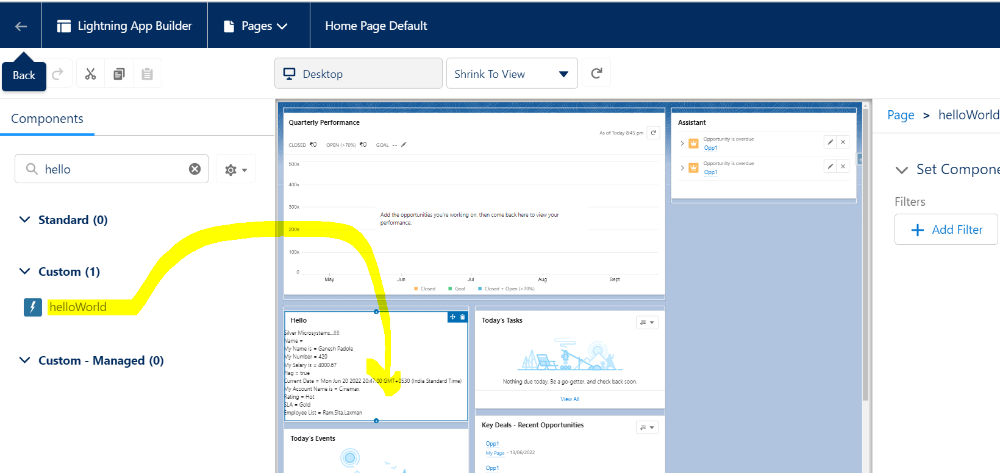 Lightning App Builder
Pages
Home Page Default
Back
Desktop
Shrink To View
Components
hello
Standard (0)
Custom (1)
helloWorld
Custom - Managed (0)
Quarterly Performance
As of Today 8:45 pm
CLOSED ₹0 OPEN (>70%) ₹0 GOAL --
500K
400K
300K
200K
100K
0
Add the opportunities you're working on, then come back here to view your
performance.
May Jun Jul Aug Sept
Closed Goal Closed + Open (>70%)
Assistant
Opportunity is overdue
Opp1
Opportunity is overdue
Opp1
Hello
Silver Microsystems...!!!!
Name =
My Name is = Ganesh Padole
My Number = 420
My Salary is = 4000.67
Flag = true
Current Date = Mon Jun 20 2022 20:47:00 GMT+0530 (India Standard Time)
My Account Name is = Cinemax
Rating = Hot
SLA = Gold
Employee List = Ram,Sita,Laxman
Today's Events
Today's Tasks
Nothing due today. Be a go-getter, and check back soon.
View All
Key Deals - Recent Opportunities
Opp1
My Page · 13/06/2022
Opp1
Page > helloWorld
Set Compone
Filters
Add Filter